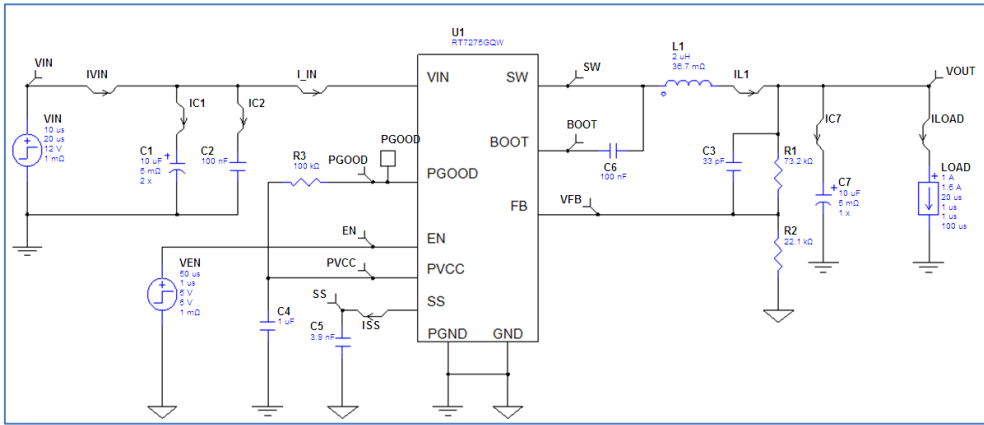 U1
RT7275GQW
VIN
IVIN
I_IN
VIN
SW
SW
L1
2 uH
36.7 mΩ
IL1
VOUT
IC1
IC2
BOOT
BOOT
C6
100 nF
IC7
ILOAD
VIN
10 us
20 us
12 V
1 mΩ
C1
10 uF
5 mΩ
2 x
C2
100 nF
R3
100 kΩ
PGOOD
PGOOD
PGOOD
C3
33 pF
R1
73.2 kΩ
C7
10 uF
5 mΩ
1 x
LOAD
1 A
1.5 A
20 us
1 us
1 us
100 us
VFB
FB
EN
EN
R2
22.1 kΩ
VEN
50 us
1 us
5 V
5 V
1 mΩ
PVCC
PVCC
SS
SS
ISS
C4
1 uF
C5
3.9 nF
PGND
GND